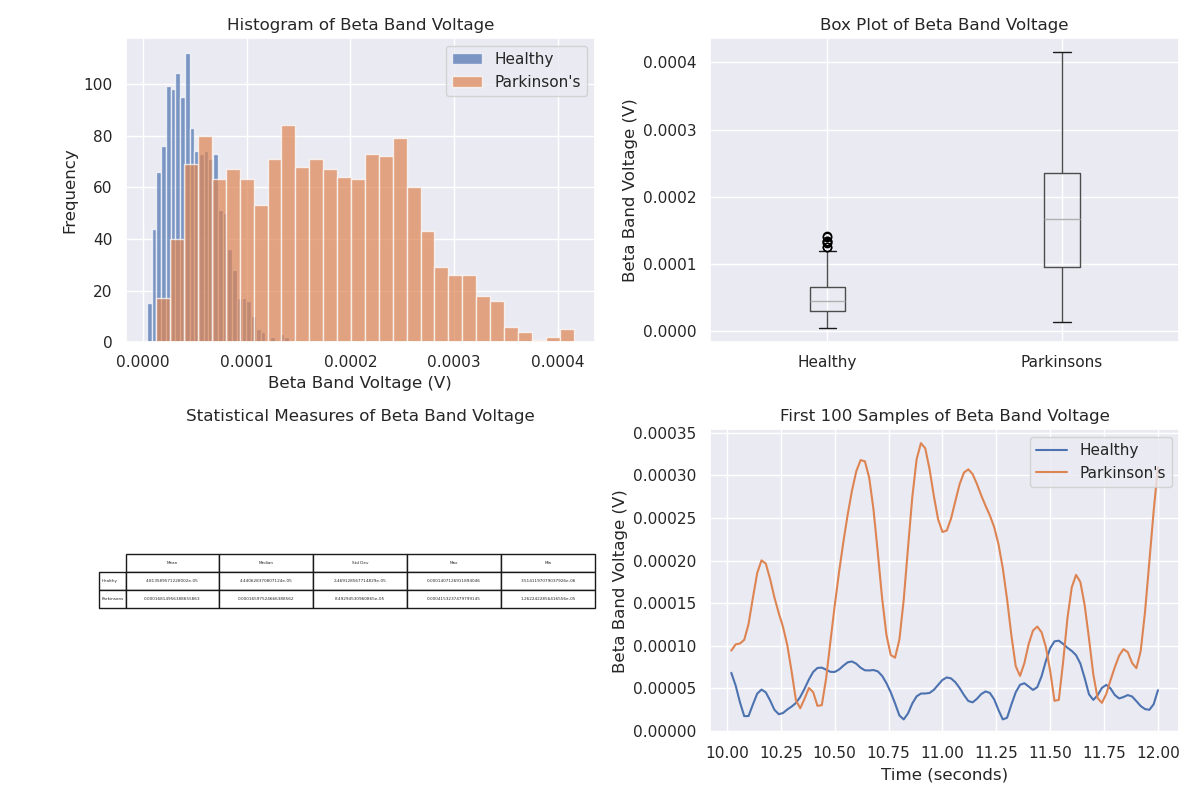 Histogram of Beta Band Voltage
Healthy
Parkinson's
100
80
60
40
20
0
Frequency
0.0000 0.0001 0.0002 0.0003 0.0004
Beta Band Voltage (V)
Box Plot of Beta Band Voltage
0.0004
0.0003
0.0002
0.0001
0.0000
Beta Band Voltage (V)
Healthy Parkinsons
Statistical Measures of Beta Band Voltage
Mean Median Std Dev Max Min
Healthy
Parkinsons
First 100 Samples of Beta Band Voltage
Healthy
Parkinson's
0.00035
0.00030
0.00025
0.00020
0.00015
0.00010
0.00005
0.00000
Beta Band Voltage (V)
10.00 10.25 10.50 10.75 11.00 11.25 11.50 11.75 12.00
Time (seconds)